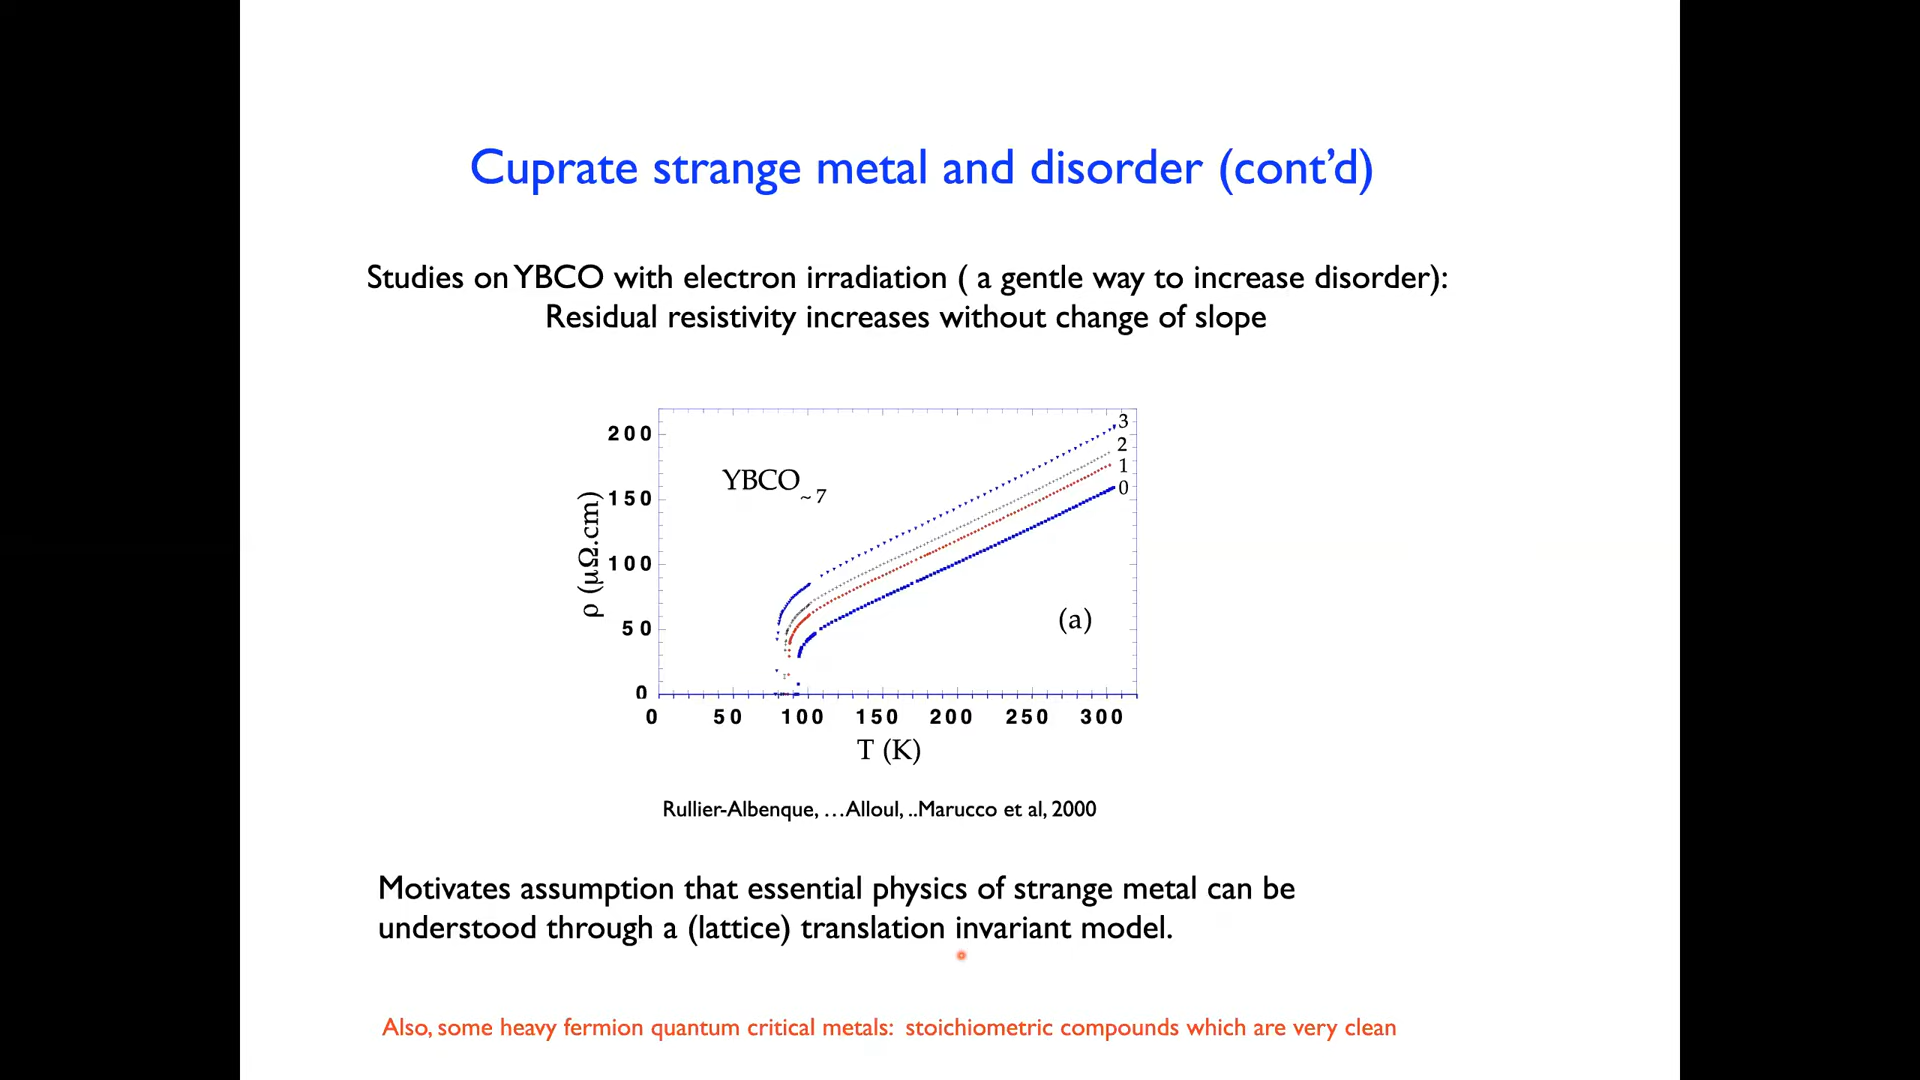 Cuprate strange metal and disorder (cont’d)
Studies on YBCO with electron irradiation ( a gentle way to increase disorder):
Residual resistivity increases without change of slope
200
150
100
50
0
ρ (μΩ.cm)
YBCO~7
3
2
1
0
(a)
0 50 100 150 200 250 300
T (K)
Rullier-Albenque, …Alloul, ..Marucco et al, 2000
Motivates assumption that essential physics of strange metal can be
understood through a (lattice) translation invariant model.
Also, some heavy fermion quantum critical metals: stoichiometric compounds which are very clean